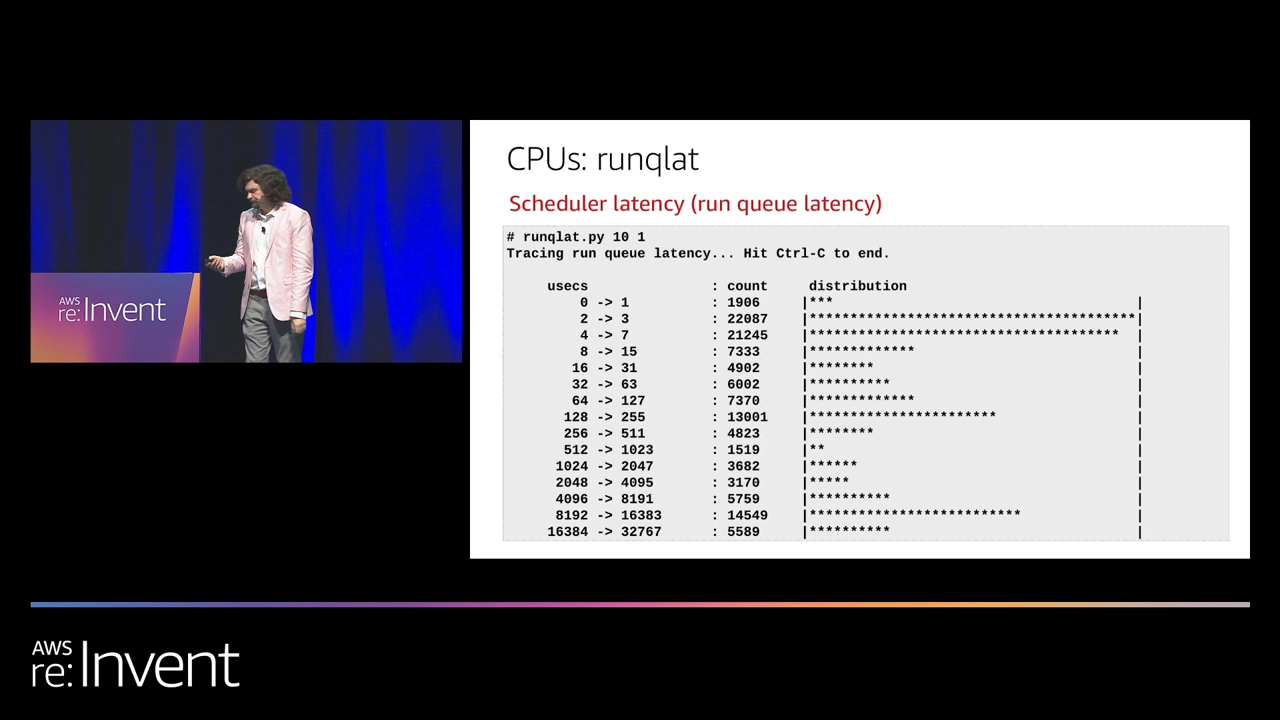 AWS
re:Invent
CPUs: runqlat
Scheduler latency (run queue latency)
# runqlat.py 10 1
Tracing run queue latency... Hit Ctrl-C to end.
usecs : count distribution
0 -> 1 : 1906 |*** |
2 -> 3 : 22087 |****************************************|
4 -> 7 : 21245 |************************************** |
8 -> 15 : 7333 |************* |
16 -> 31 : 4902 |******** |
32 -> 63 : 6002 |********** |
64 -> 127 : 7370 |************* |
128 -> 255 : 13001 |*********************** |
256 -> 511 : 4823 |******** |
512 -> 1023 : 1519 |** |
1024 -> 2047 : 3682 |****** |
2048 -> 4095 : 3170 |***** |
4096 -> 8191 : 5759 |********** |
8192 -> 16383 : 14549 |************************** |
16384 -> 32767 : 5589 |********** |
AWS
re:Invent